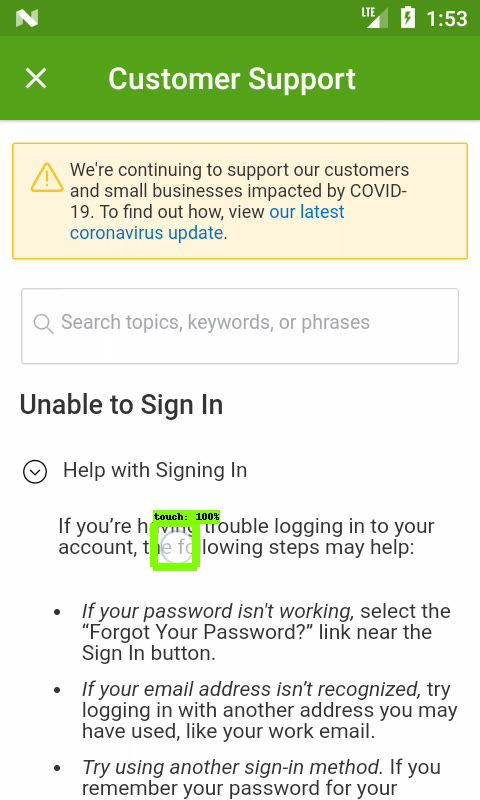 LTE 1:53
Customer Support
We're continuing to support our customers
and small businesses impacted by COVID-
19. To find out how, view our latest
coronavirus update.
Search topics, keywords, or phrases
Unable to Sign In
Help with Signing In
touch: 100%
If you're having trouble logging in to your
account, the following steps may help:
• If your password isn't working, select the
“Forgot Your Password?” link near the
Sign In button.
• If your email address isn’t recognized, try
logging in with another address you may
have used, like your work email.
• Try using another sign-in method. If you
remember your password for your